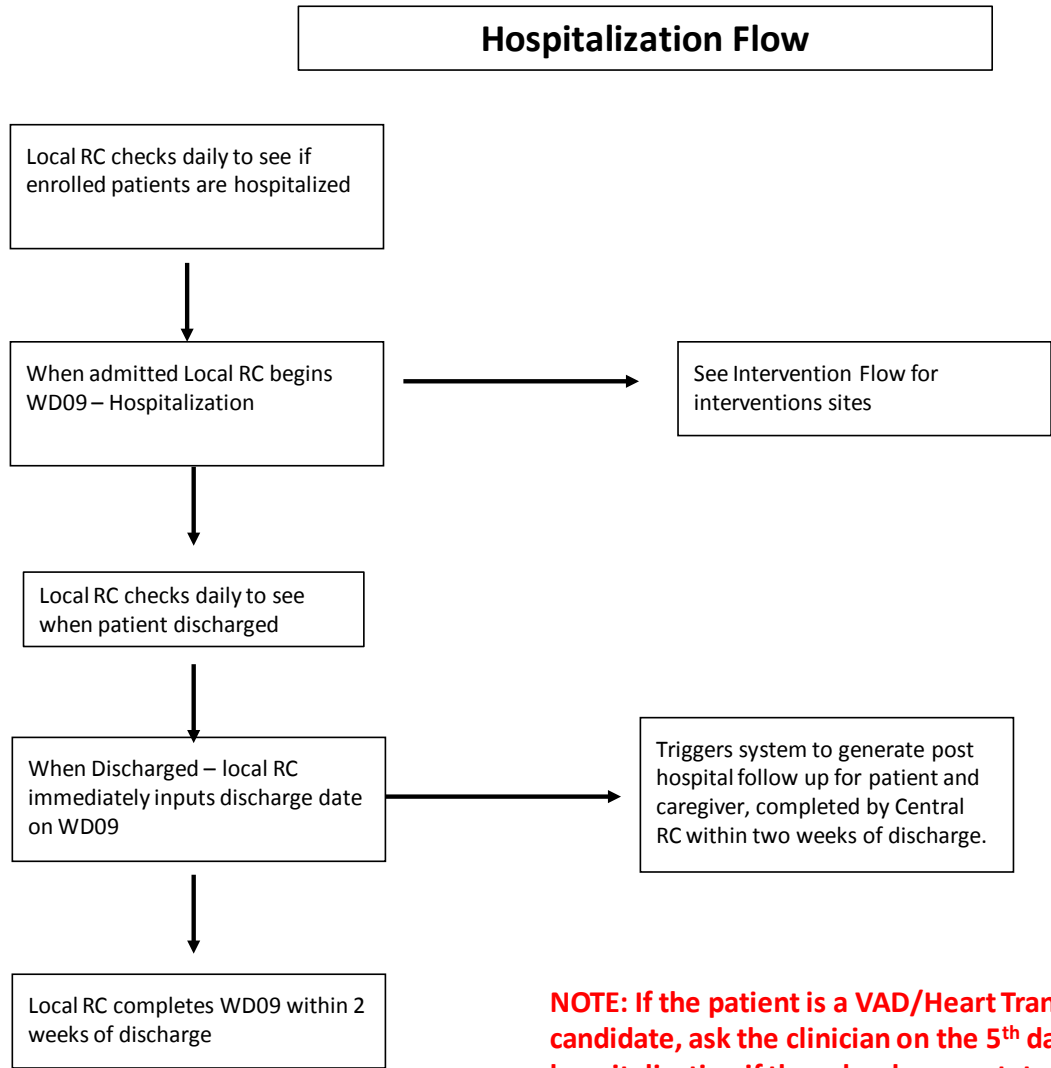 Hospitalization Flow
Local RC checks daily to see if
enrolled patients are hospitalized
When admitted Local RC begins
WD09 – Hospitalization
See Intervention Flow for
interventions sites
Local RC checks daily to see
when patient discharged
When Discharged – local RC
immediately inputs discharge date
on WD09
Triggers system to generate post
hospital follow up for patient and
caregiver, completed by Central
RC within two weeks of discharge.
Local RC completes WD09 within 2
weeks of discharge
NOTE: If the patient is a VAD/Heart
candidate, ask the clinician on the 5th